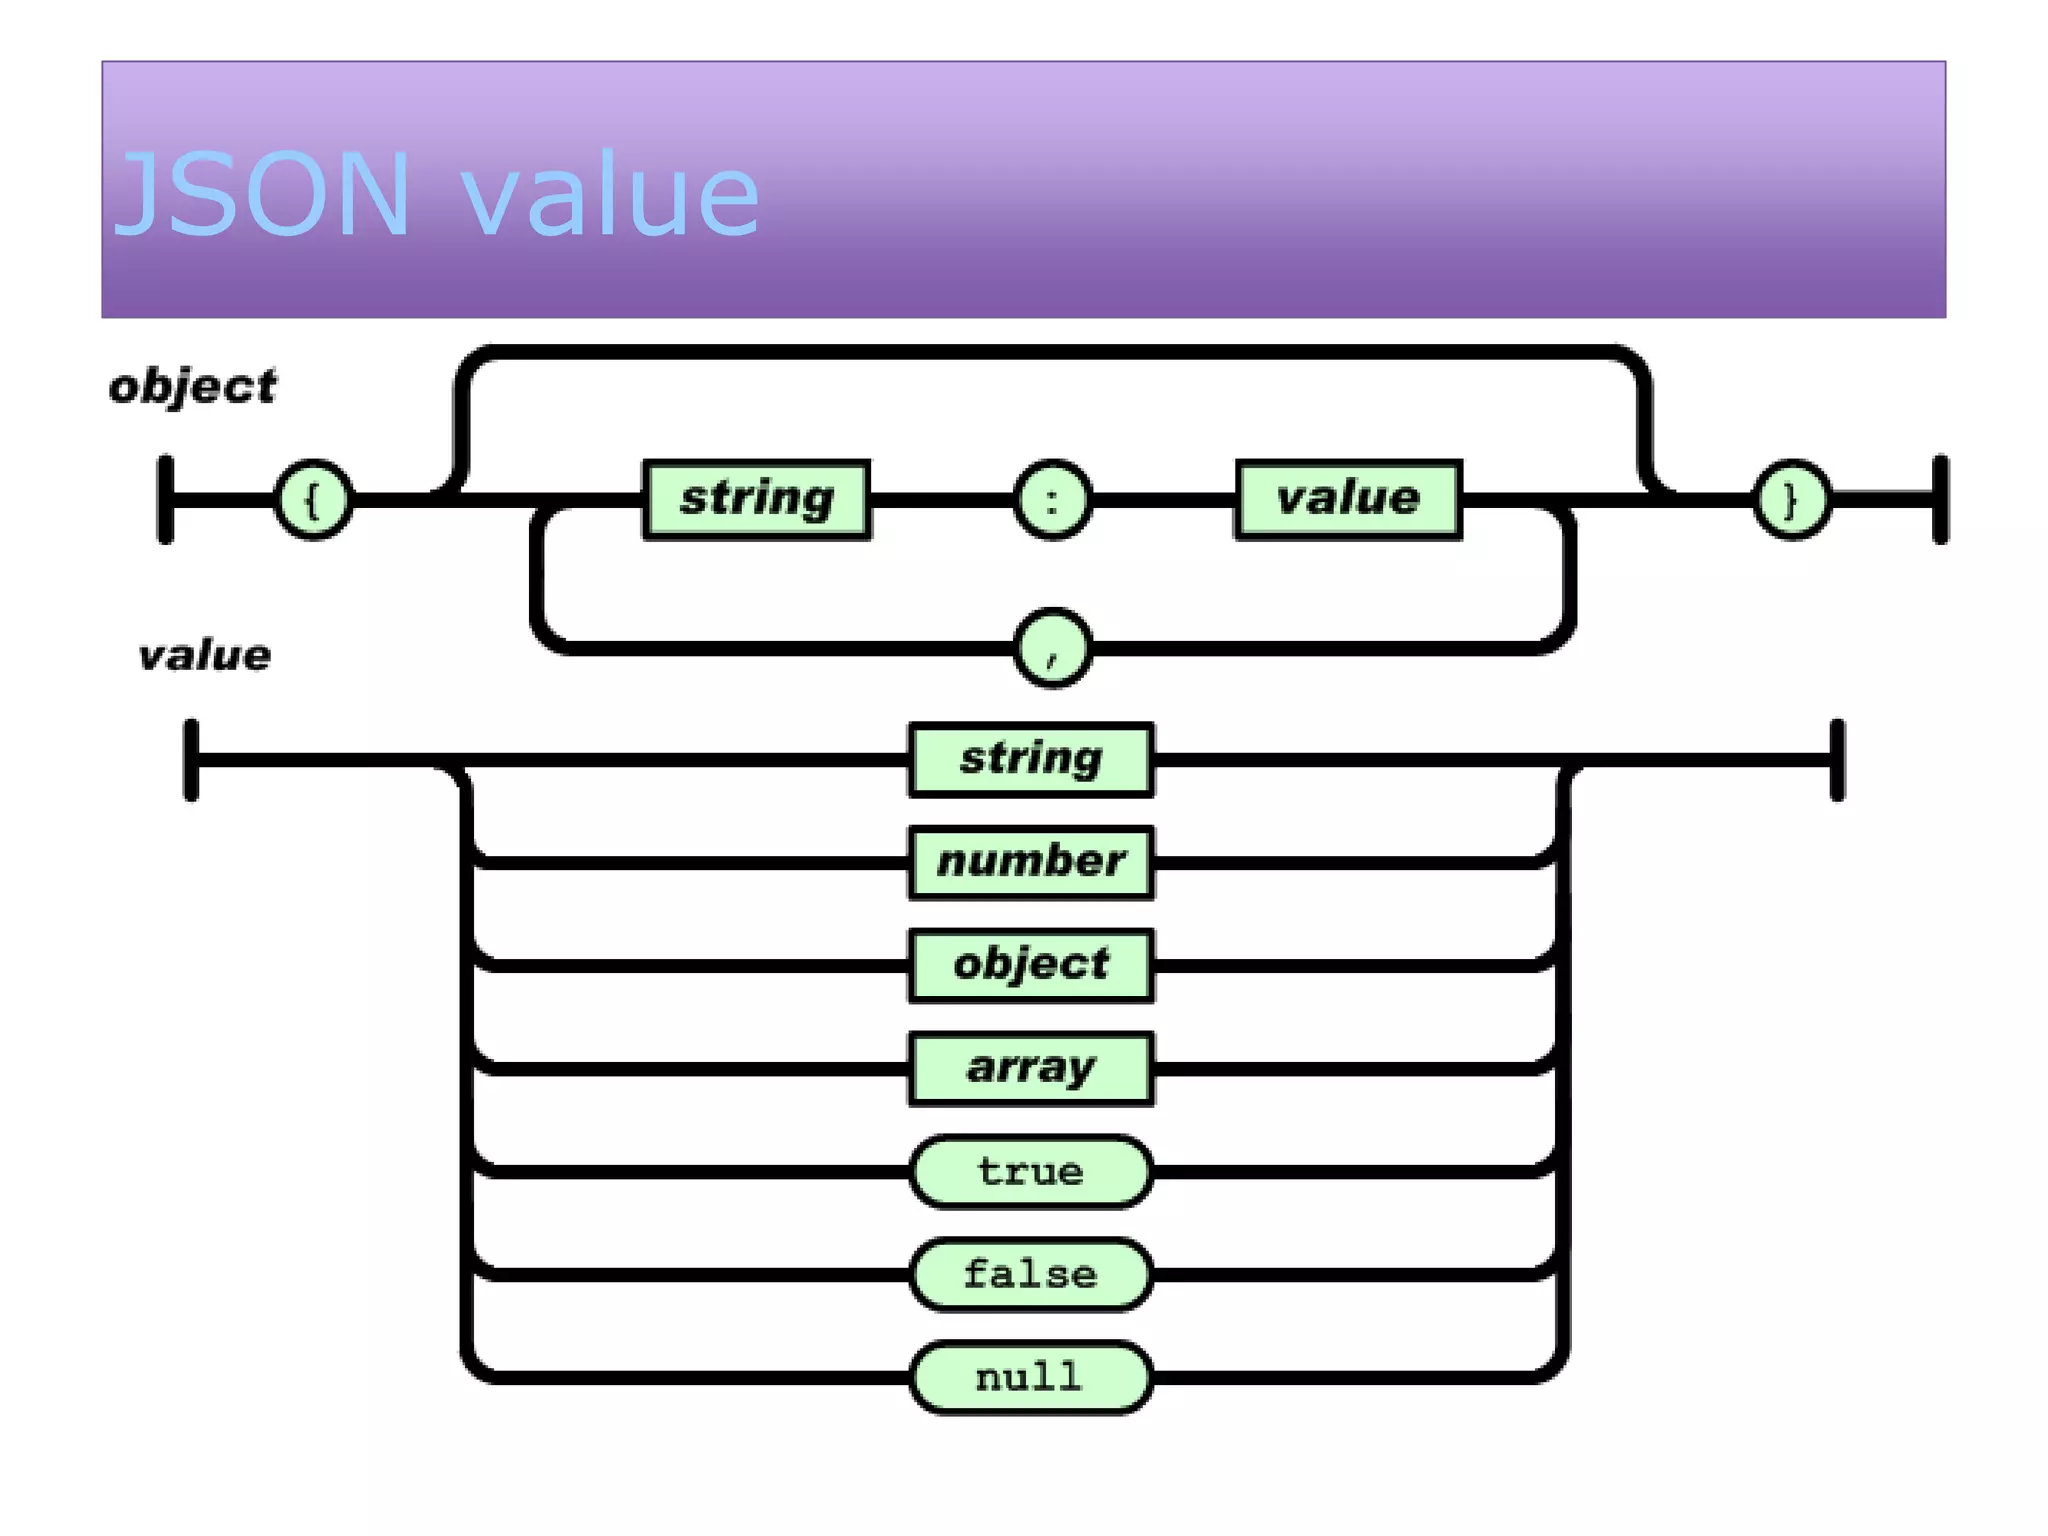 JSON value
object
{ string : value }
,
value
string
number
object
array
true
false
null